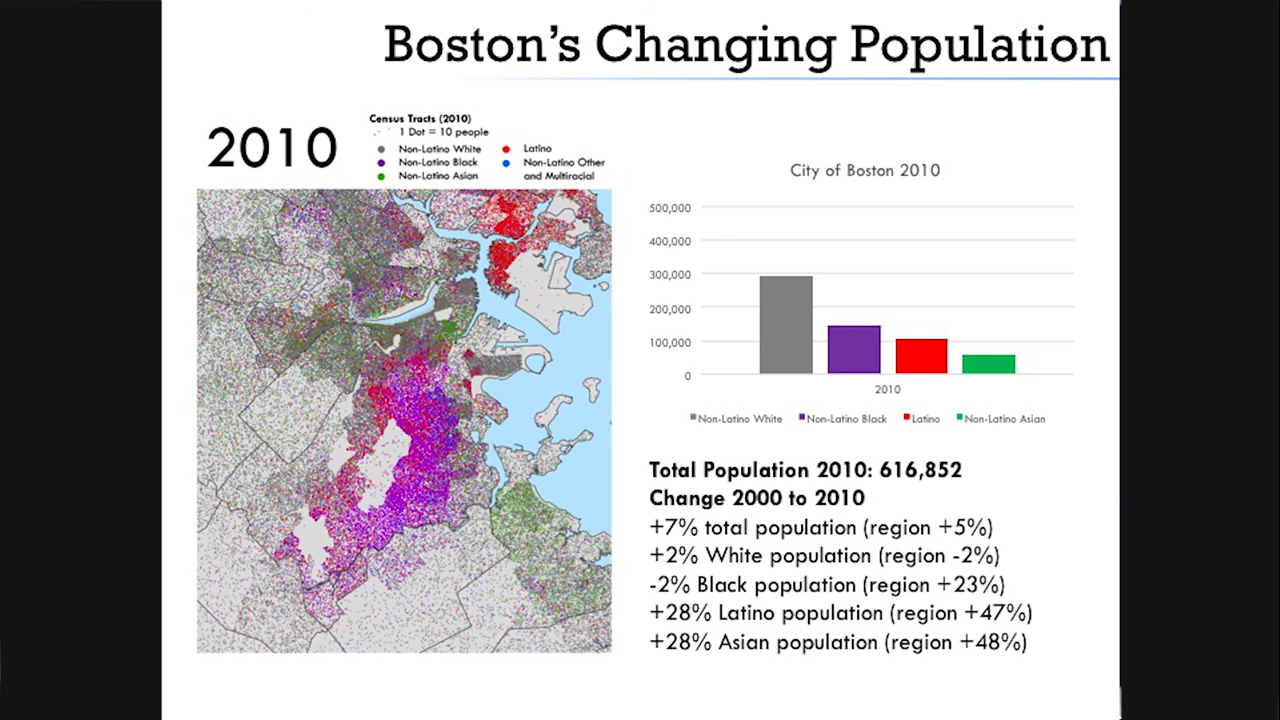 Boston's Changing Population
2010
Census Tracts (2010)
1 Dot = 10 people
Non-Latino White
Non-Latino Black
Non-Latino Asian
Latino
Non-Latino Other
and Multiracial
City of Boston 2010
500,000
400,000
300,000
200,000
100,000
0
2010
Non-Latino White Non-Latino Black Latino Non-Latino Asian
Total Population 2010: 616,852
Change 2000 to 2010
+7% total population (region +5%)
+2% White population (region -2%)
-2% Black population (region +23%)
+28% Latino population (region +47%)
+28% Asian population (region +48%)